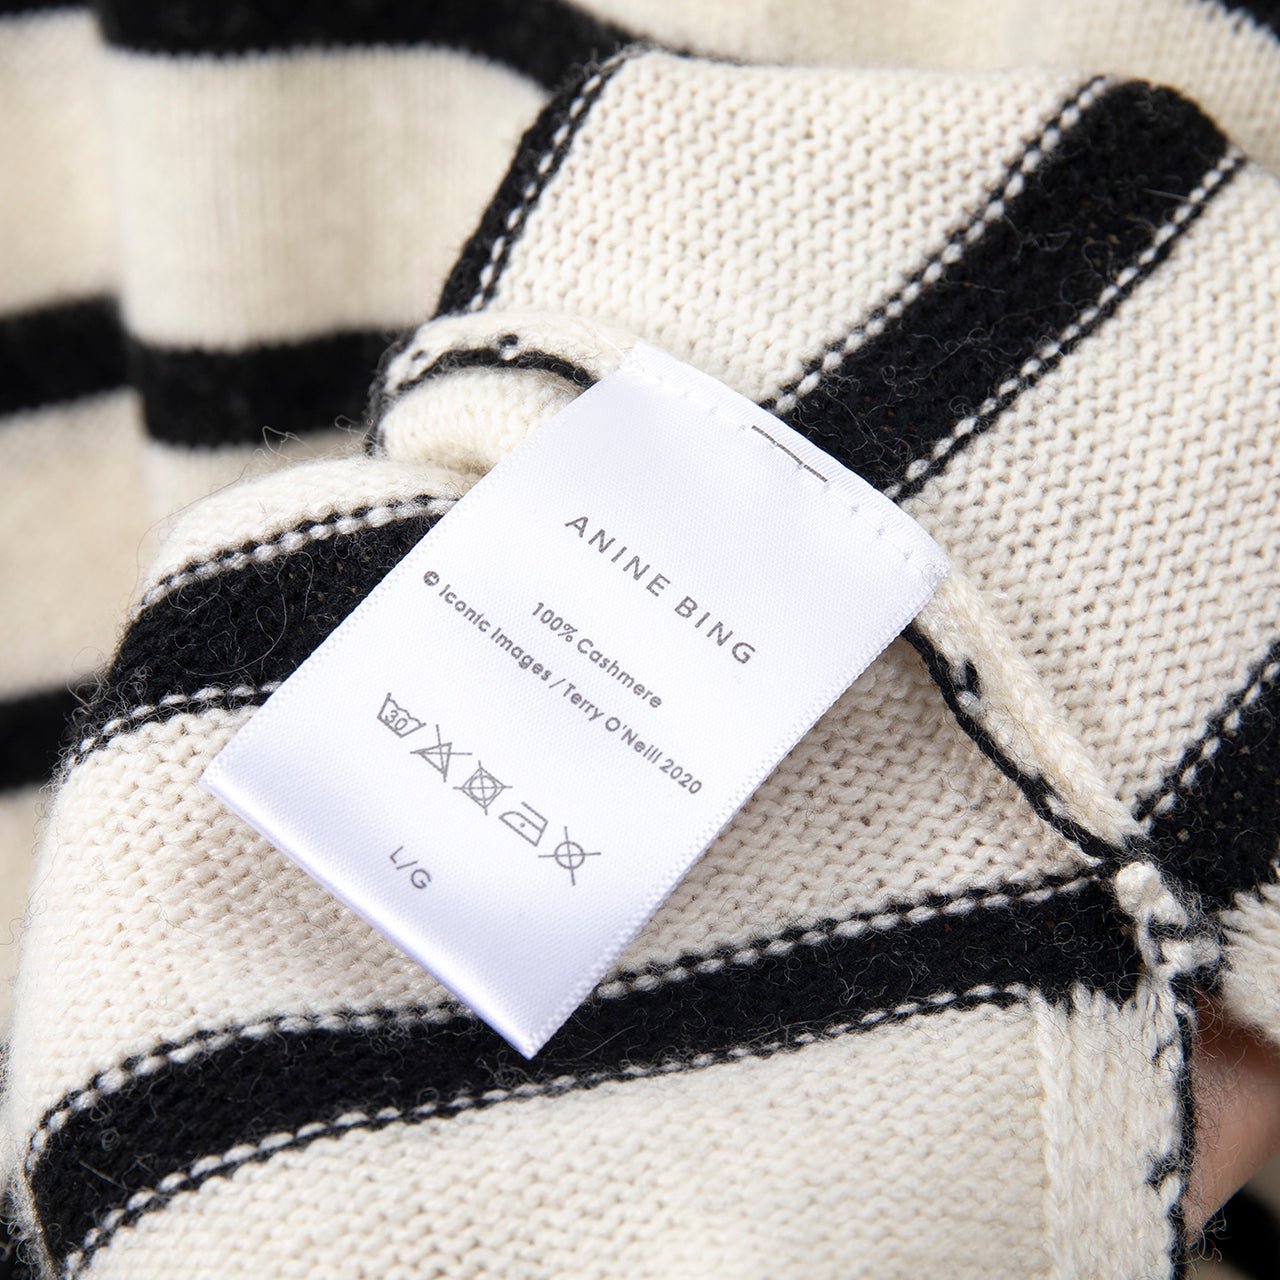 ANINE BING
100% Cashmere
© Iconic Images / Terry O'Neill 2020
30
L/G